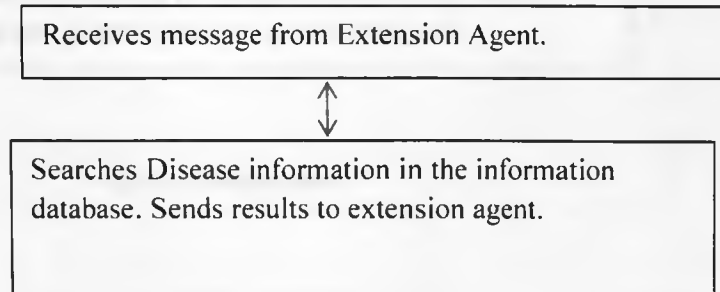 Receives message from Extension Agent.
Searches Disease information in the information
database. Sends results to extension agent.